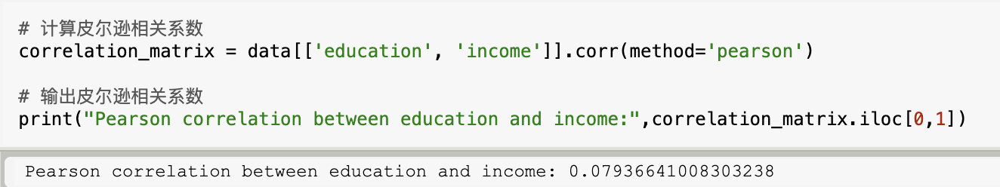 # 计算皮尔逊相关系数
correlation_matrix = data[['education', 'income']].corr(method='pearson')
# 输出皮尔逊相关系数
print("Pearson correlation between education and income:",correlation_matrix.iloc[0,1])
Pearson correlation between education and income: 0.07936641008303238